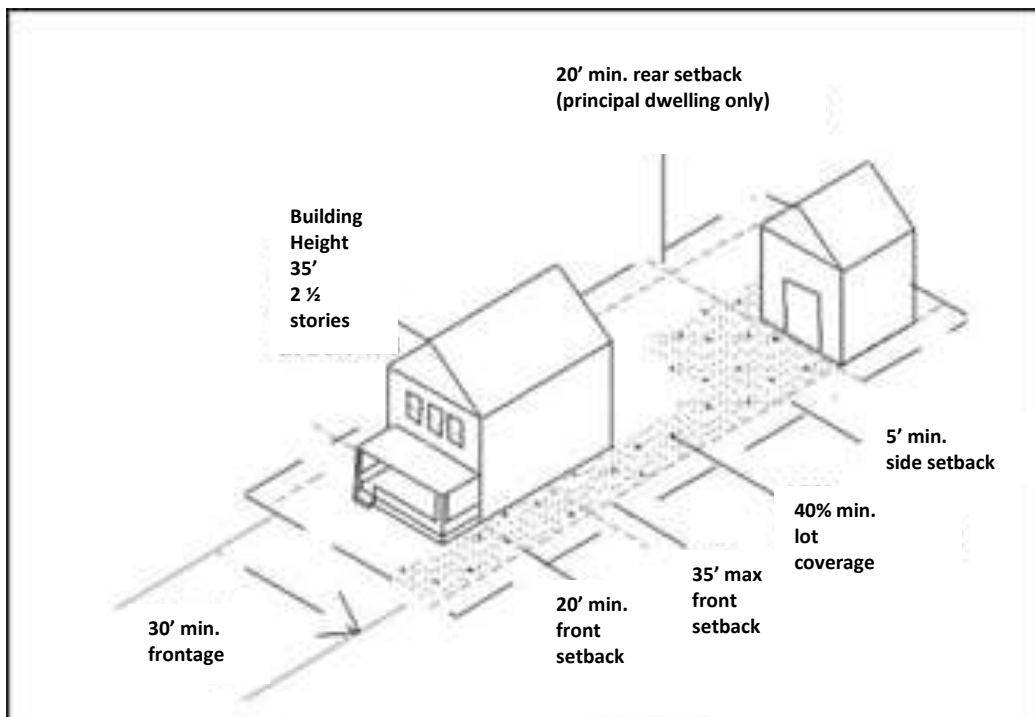 20’ min. rear setback
(principal dwelling only)
Building
Height
35’
2 ½
stories
5’ min.
side setback
40% min.
lot
coverage
35’ max
front
setback
20’ min.
front
setback
30’ min.
frontage